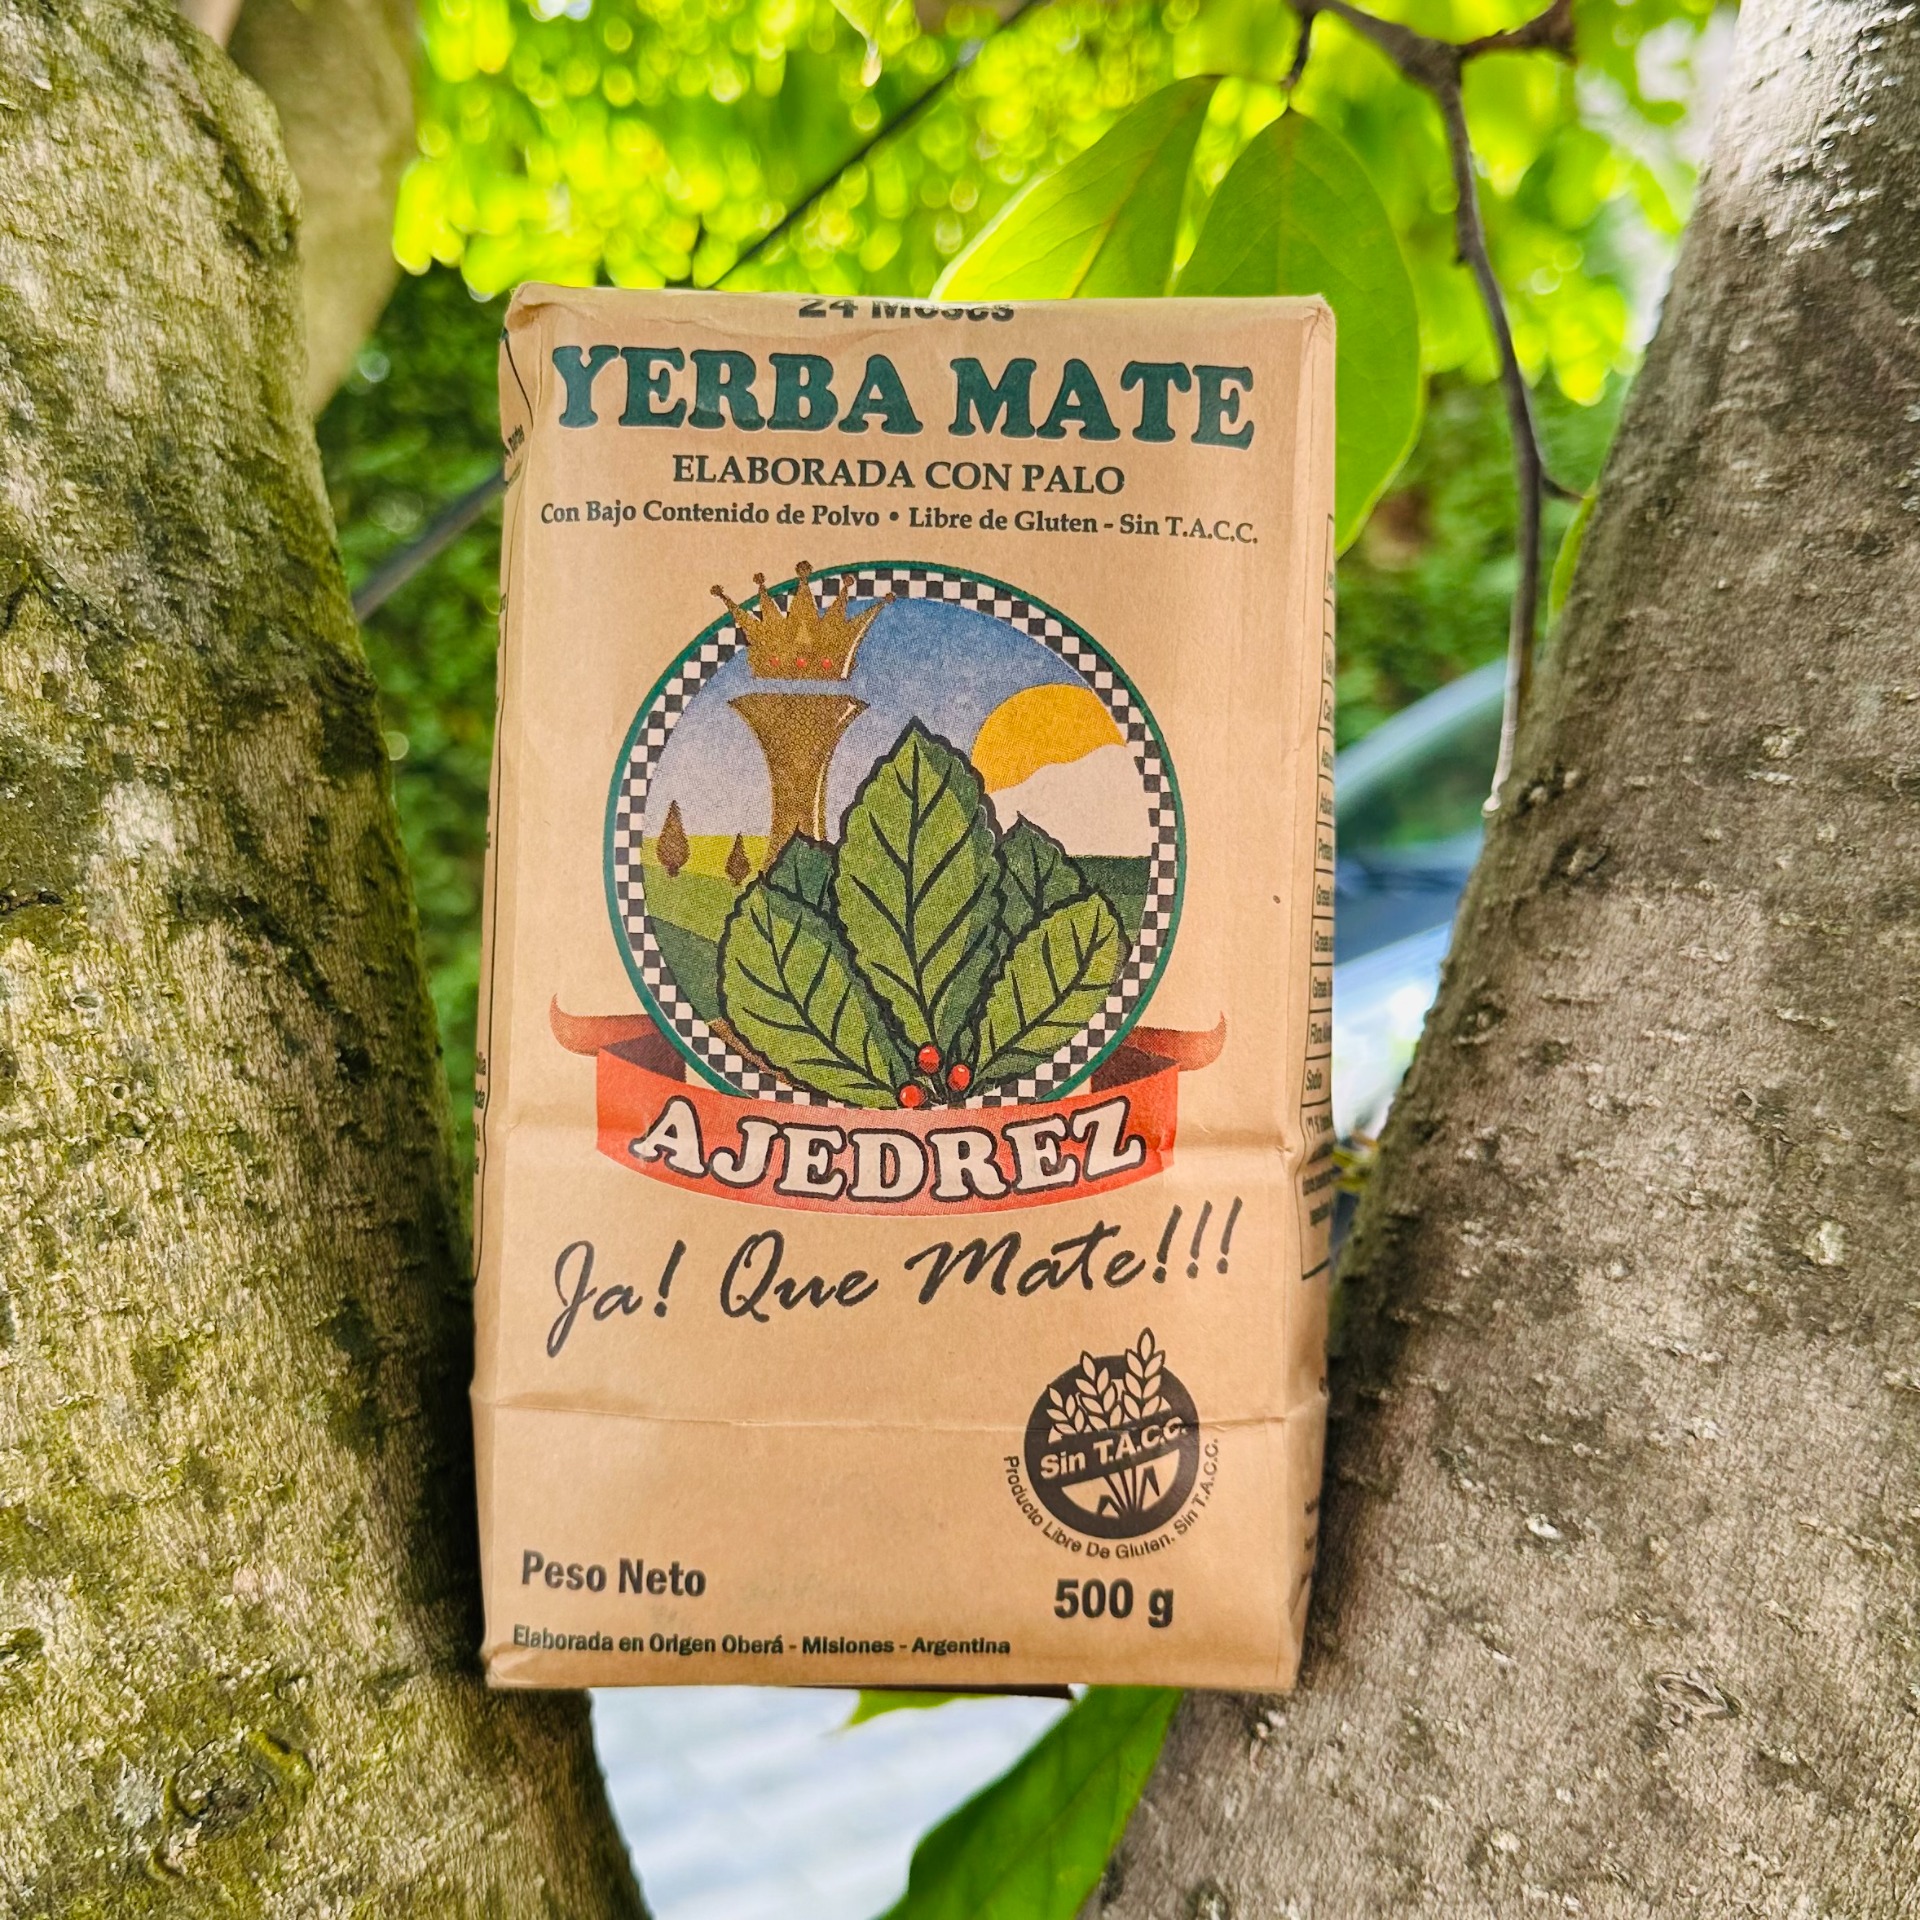 24 Meses
YERBA MATE
ELABORADA CON PALO
Con Bajo Contenido de Polvo • Libre de Gluten - Sin T.A.C.C.
AJEDREZ
Ja! Que Mate!!!
Sin T.A.C.C.
Producto Libre De Gluten. Sin T.A.C.C.
Peso Neto 500 g
Elaborada en Origen Oberá - Misiones - Argentina